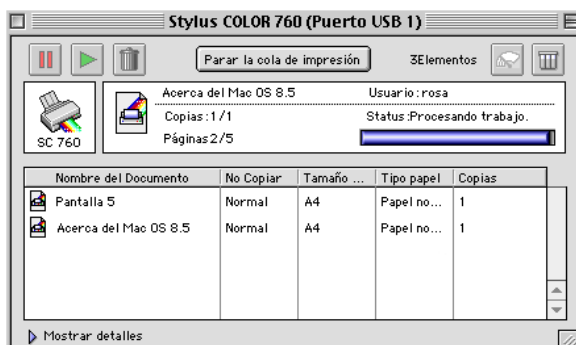 Stylus COLOR 760 (Puerto USB 1)
Parar la cola de impresión
3Elementos
SC 760
Acerca del Mac OS 8.5
Usuario:rosa
Copias:1/1
Status:Procesando trabajo.
Páginas2/5
Nombre del Documento No Copiar Tamaño ... Tipo papel Copias
Pantalla 5 Normal A4 Papel no... 1
Acerca del Mac OS 8.5 Normal A4 Papel no... 1
Mostrar detalles